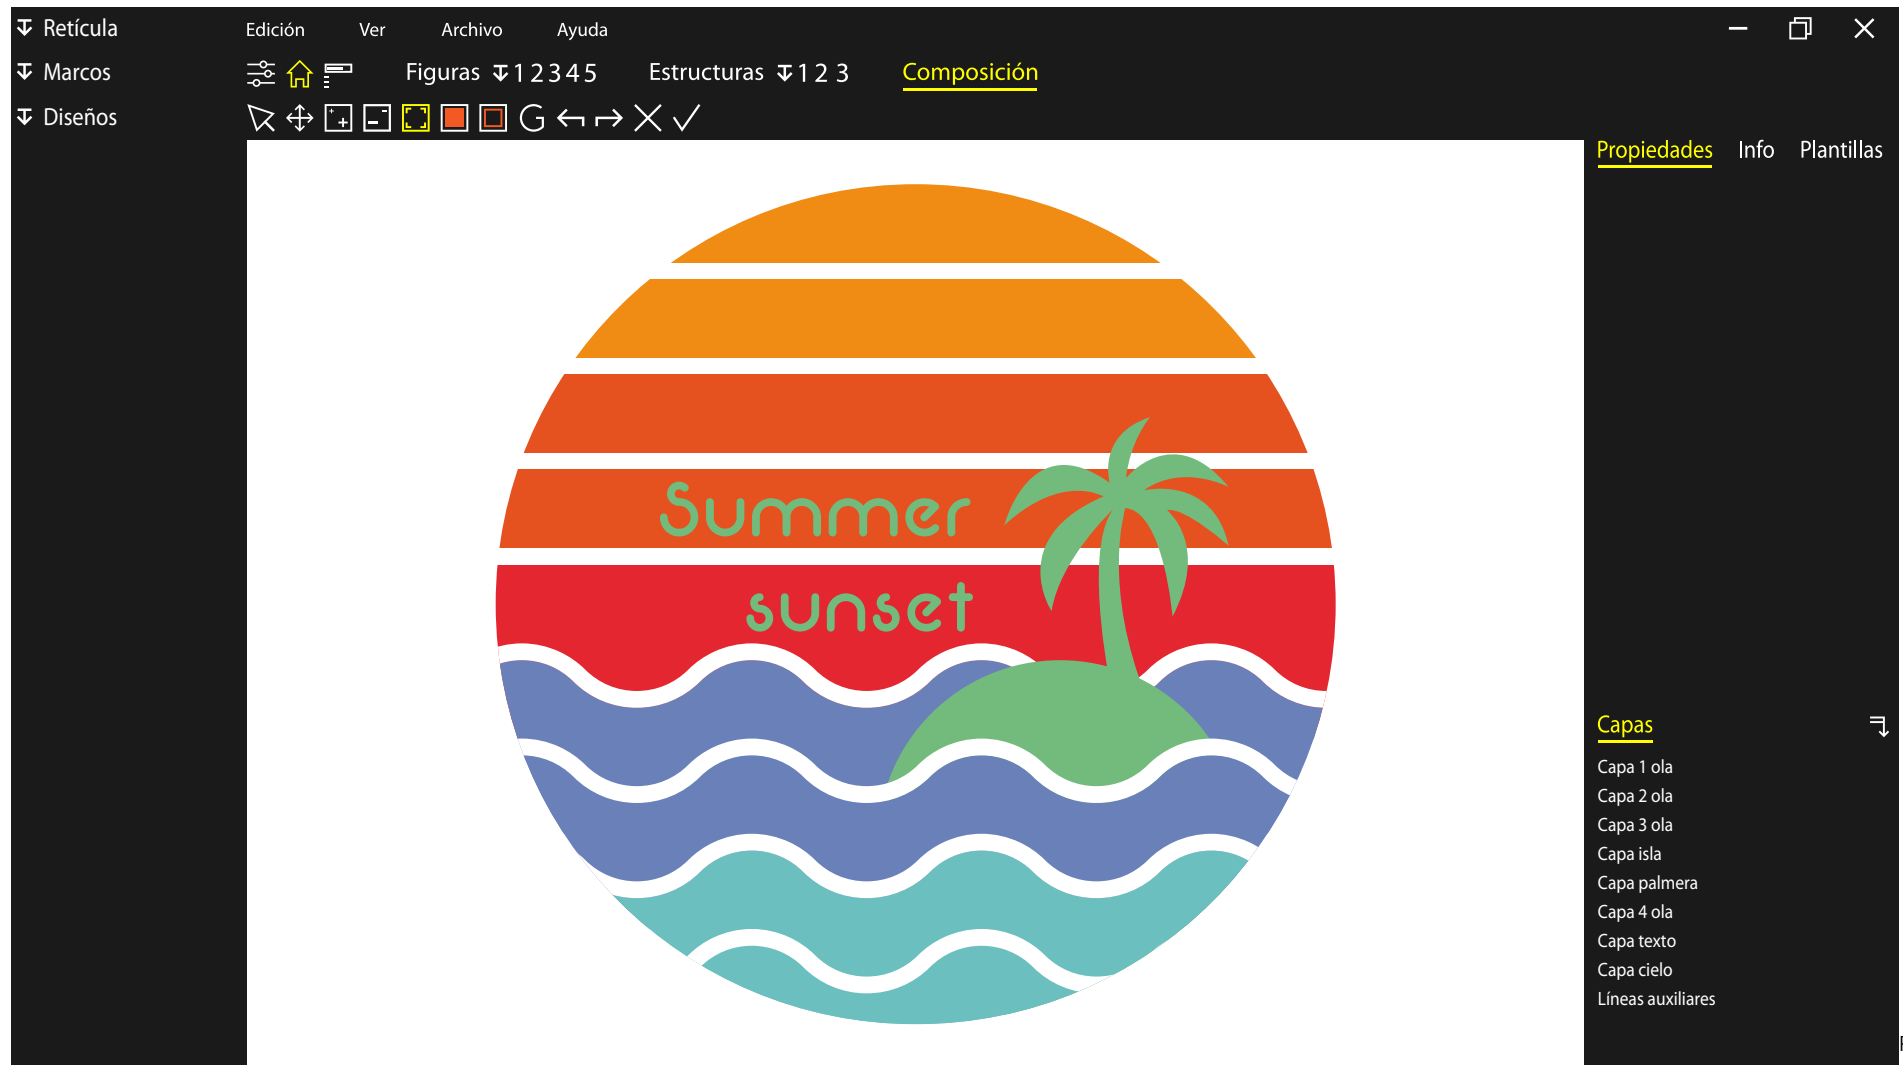 Retícula
Edición Ver Archivo Ayuda
Marcos
Figuras 1 2 3 4 5 Estructuras 1 2 3 Composición
Diseños
Propiedades Info Plantillas
Summer
sunset
Capas
Capa 1 ola
Capa 2 ola
Capa 3 ola
Capa isla
Capa palmera
Capa 4 ola
Capa texto
Capa cielo
Líneas auxiliares